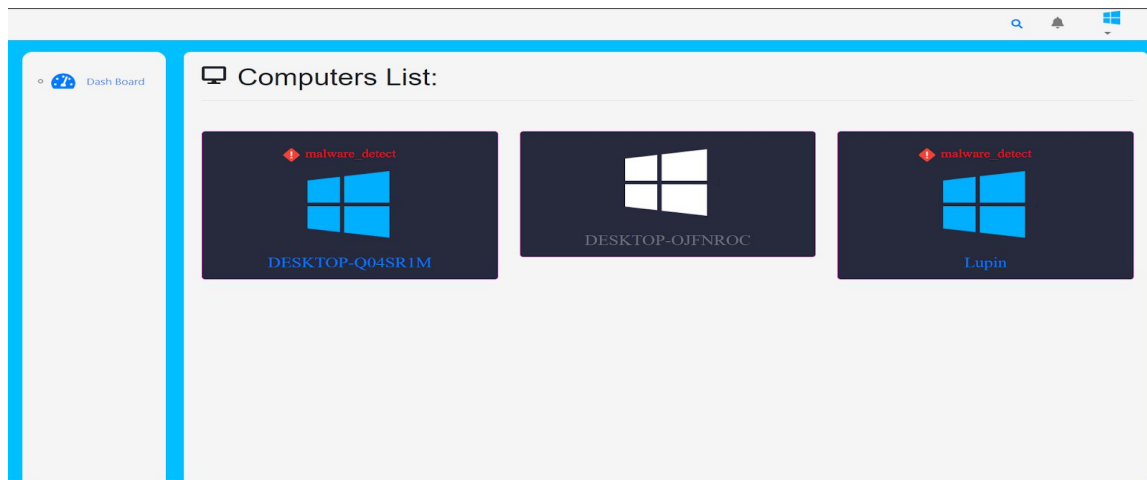 Dash Board
Computers List:
malware_detect
DESKTOP-Q04SR1M
DESKTOP-OJFNROC
malware_detect
Lupin